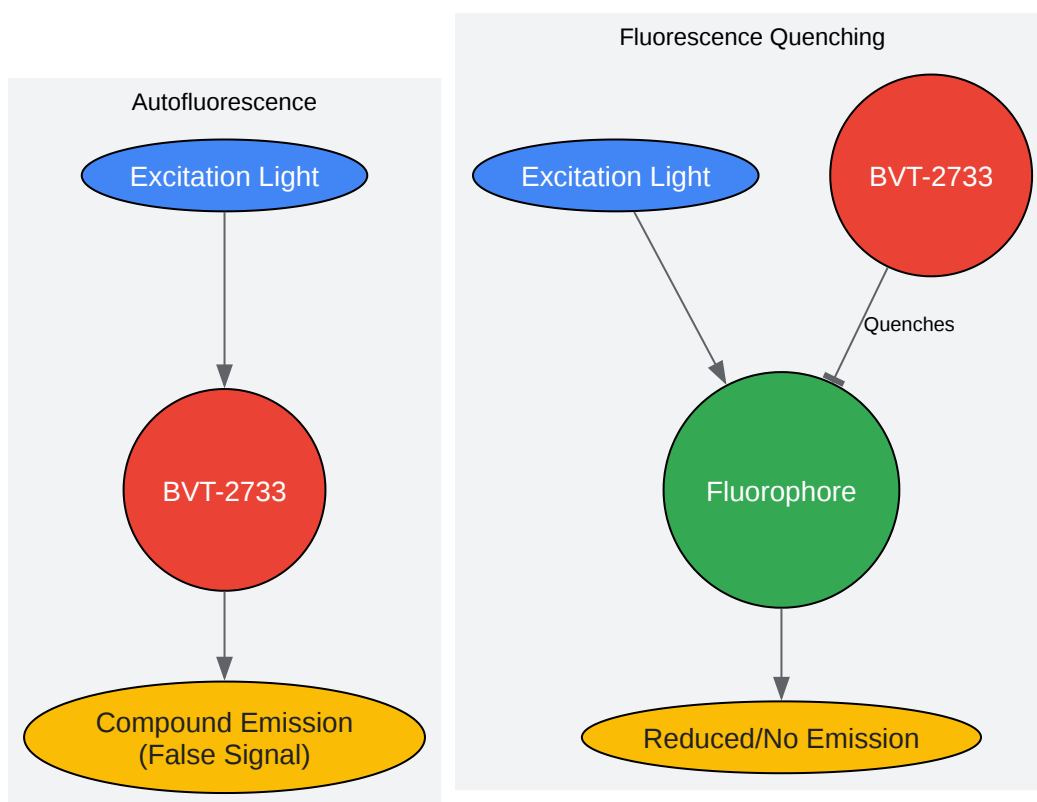 Autofluorescence
Excitation Light
BVT-2733
Compound Emission
(False Signal)
Fluorescence Quenching
Excitation Light
BVT-2733
Quenches
Fluorophore
Reduced/No Emission